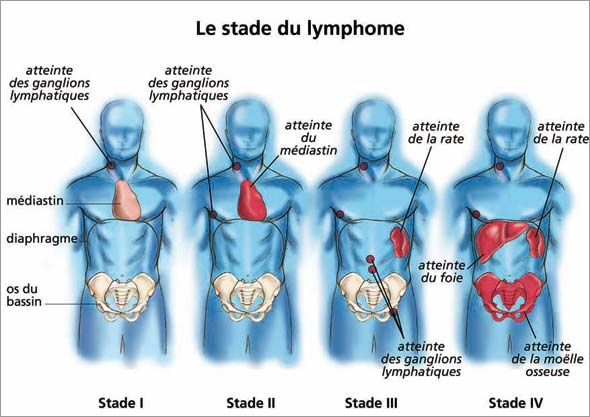 Le stade du lymphome
atteinte
des ganglions
lymphatiques
atteinte
des ganglions
lymphatiques
atteinte
du
médiastin
atteinte
de la rate
atteinte
de la rate
médiastin
diaphragme
os du
bassin
atteinte
du foie
atteinte
des ganglions
lymphatiques
atteinte
de la moëlle
osseuse
Stade I
Stade II
Stade III
Stade IV